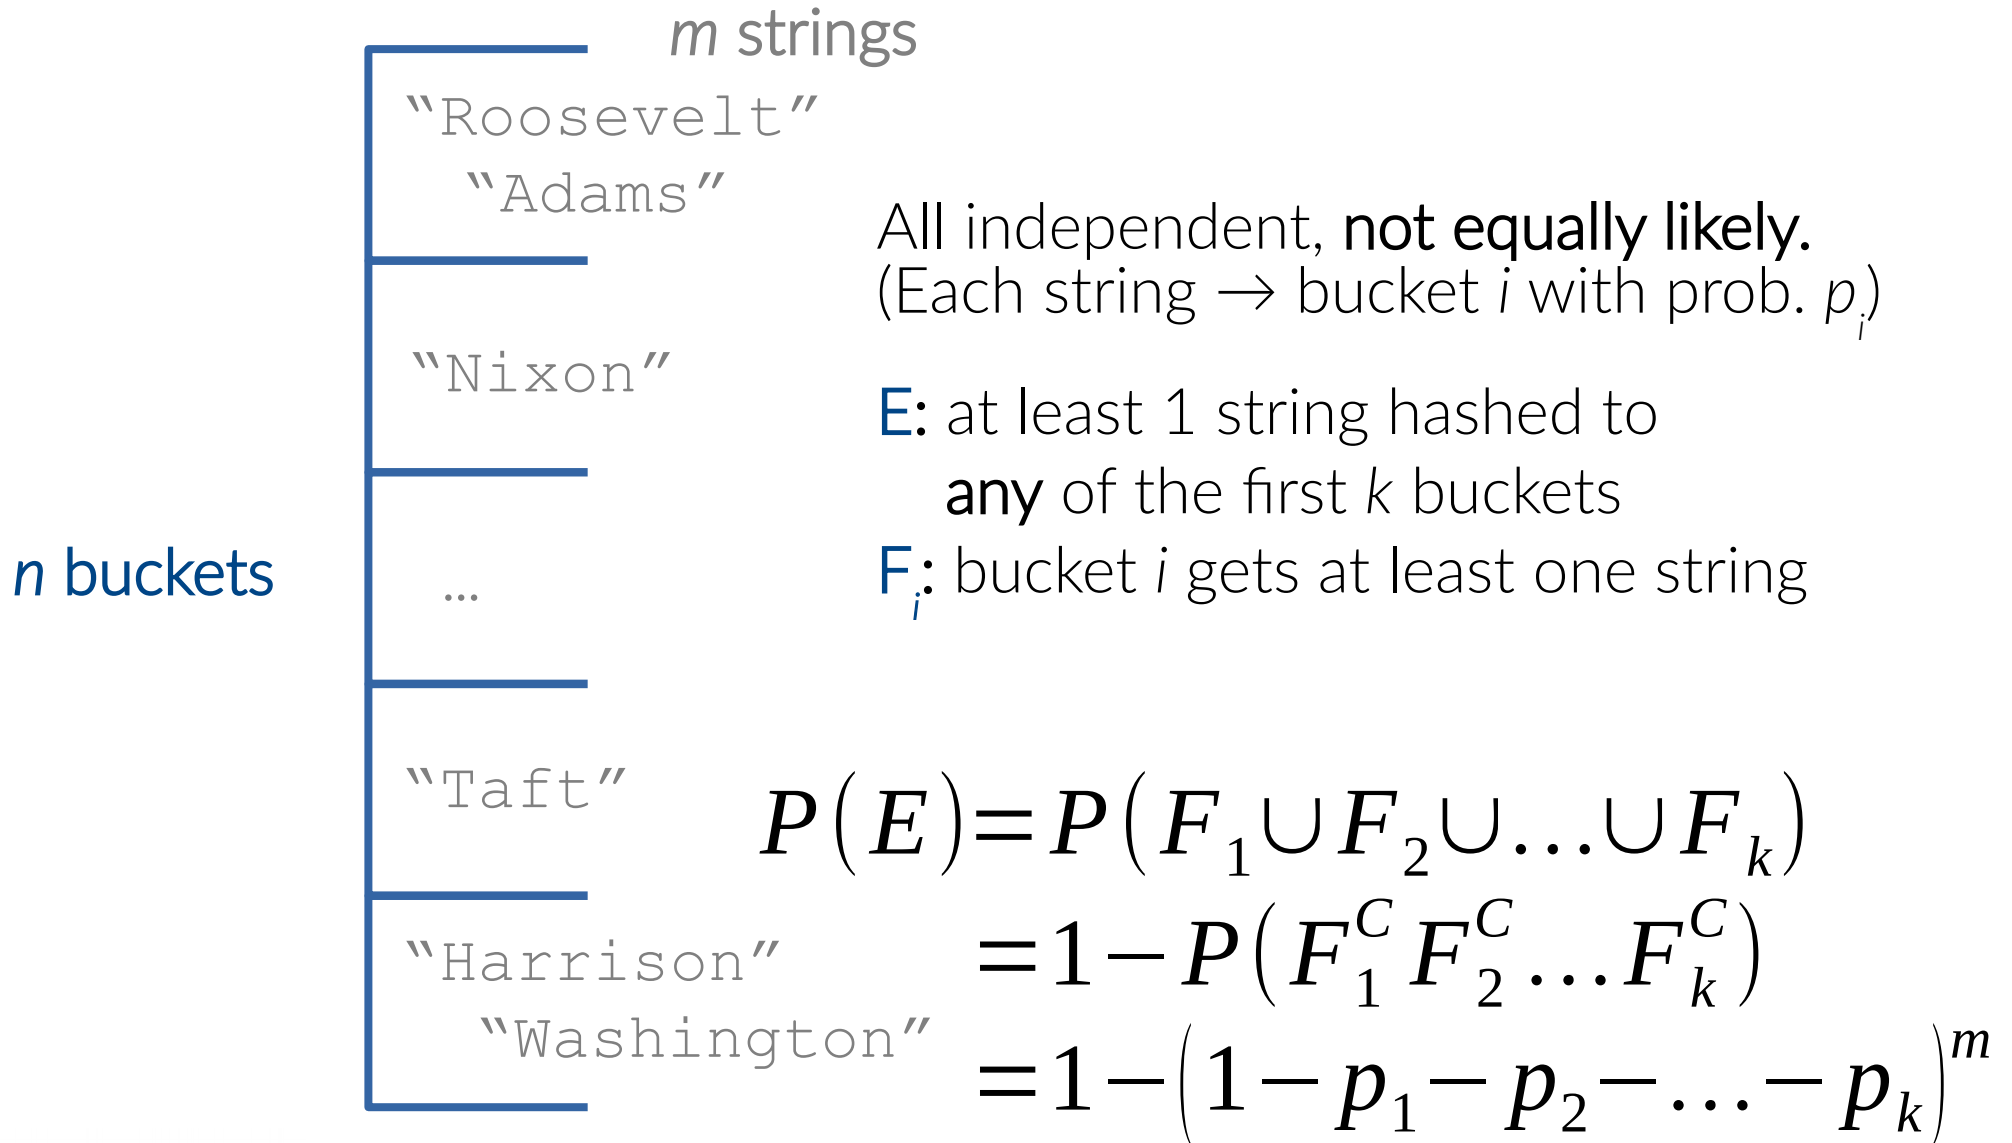 m strings
“Roosevelt”
“Adams”
All independent, not equally likely.
(Each string → bucket i with prob. pᵢ)
“Nixon”
E: at least 1 string hashed to
any of the first k buckets
n buckets
…
Fᵢ: bucket i gets at least one string
“Taft”
P(E)=P(F₁∪F₂∪…∪Fₖ)
=1−P(F₁ᶜ F₂ᶜ … Fₖᶜ)
“Harrison”
“Washington”
=1−(1−p₁−p₂−…−pₖ)ᵐ